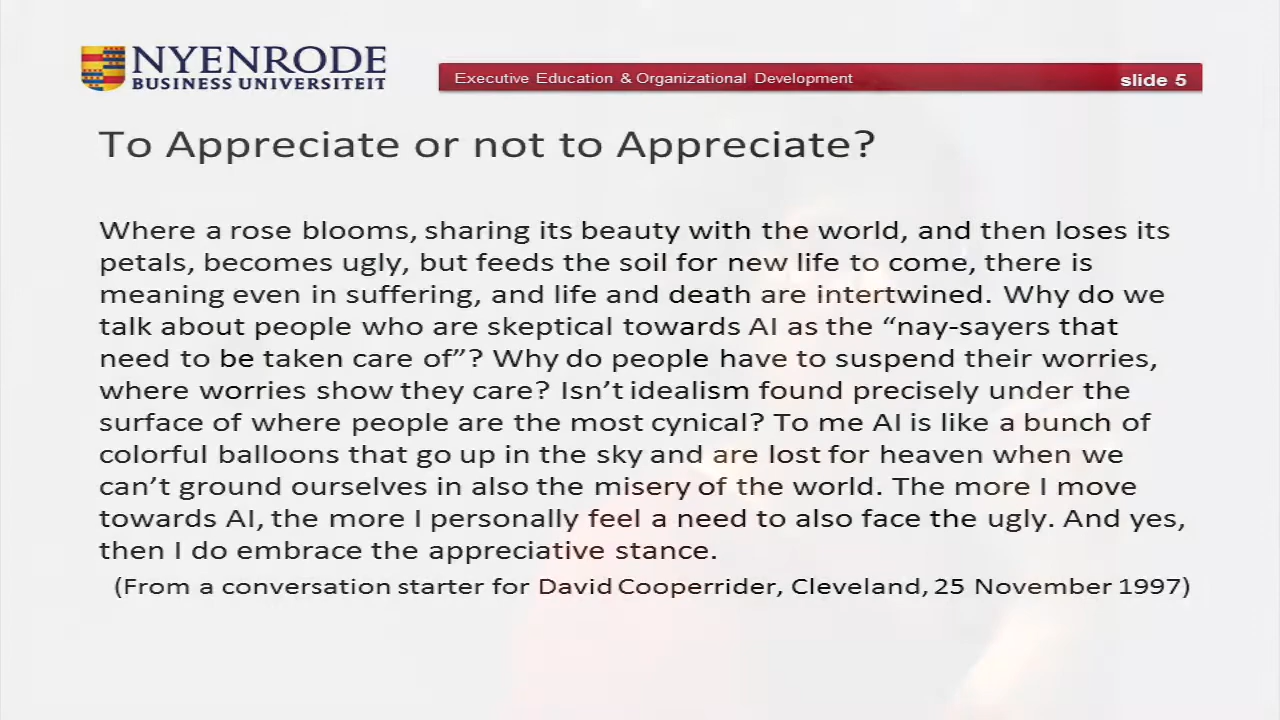 NYENRODE
BUSINESS UNIVERSITEIT
Executive Education & Organizational Development
slide 5
To Appreciate or not to Appreciate?
Where a rose blooms, sharing its beauty with the world, and then loses its
petals, becomes ugly, but feeds the soil for new life to come, there is
meaning even in suffering, and life and death are intertwined. Why do we
talk about people who are skeptical towards AI as the “nay-sayers that
need to be taken care of”? Why do people have to suspend their worries,
where worries show they care? Isn’t idealism found precisely under the
surface of where people are the most cynical? To me AI is like a bunch of
colorful balloons that go up in the sky and are lost for heaven when we
can’t ground ourselves in also the misery of the world. The more I move
towards AI, the more I personally feel a need to also face the ugly. And yes,
then I do embrace the appreciative stance.
(From a conversation starter for David Cooperrider, Cleveland, 25 November 1997)